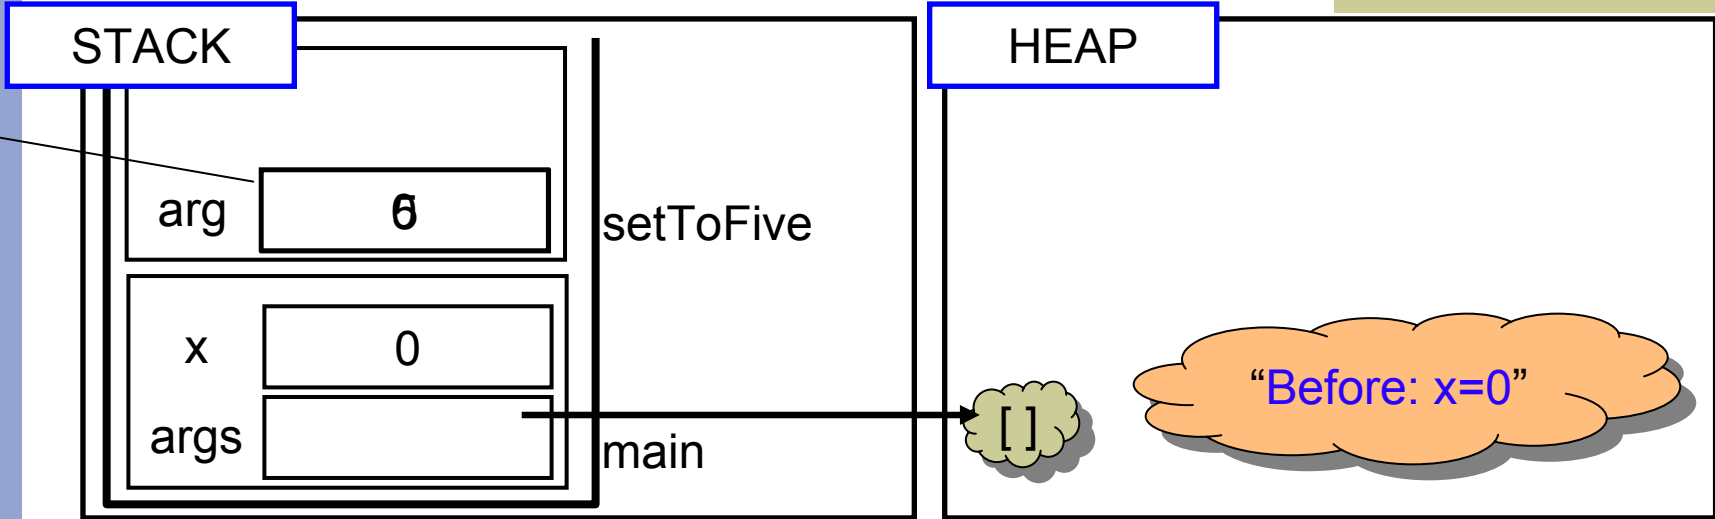 STACK
HEAP
arg
setToFive
x 0
"Before: x=0"
args
main
[ ]